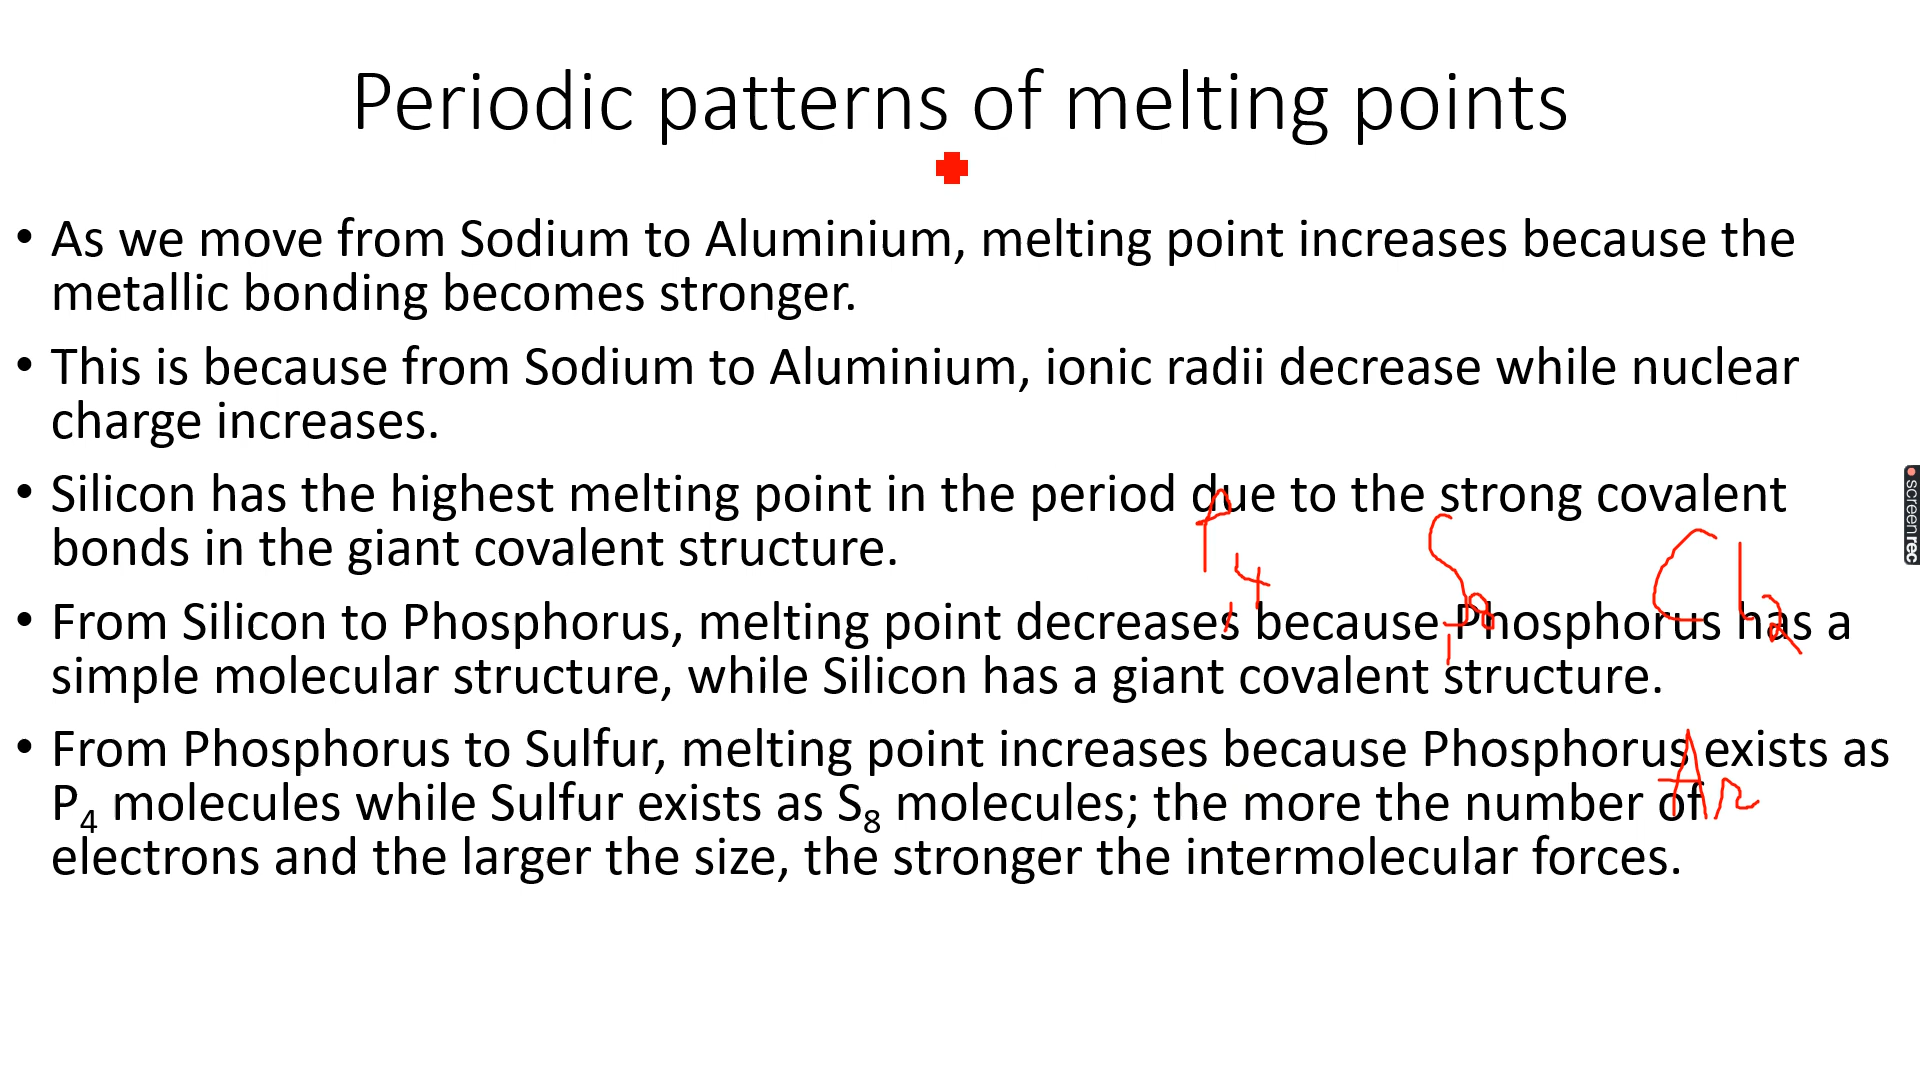 Periodic patterns of melting points
• As we move from Sodium to Aluminium, melting point increases because the
metallic bonding becomes stronger.
• This is because from Sodium to Aluminium, ionic radii decrease while nuclear
charge increases.
• Silicon has the highest melting point in the period due to the strong covalent
bonds in the giant covalent structure.
P4, S8, Cl2
• From Silicon to Phosphorus, melting point decreases because Phosphorus has a
simple molecular structure, while Silicon has a giant covalent structure.
• From Phosphorus to Sulfur, melting point increases because Phosphorus exists as
P₄ molecules while Sulfur exists as S₈ molecules; the more the number of
Ar
electrons and the larger the size, the stronger the intermolecular forces.
screenrec